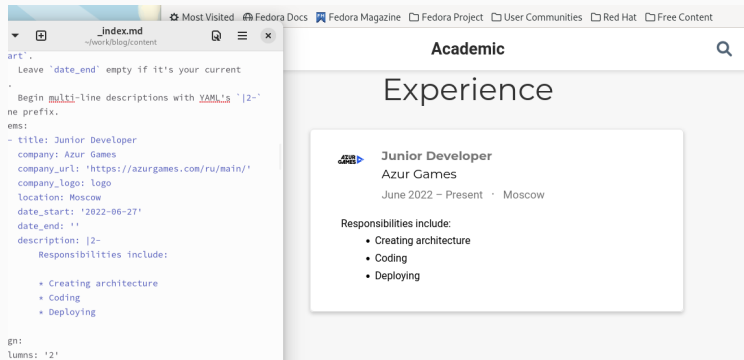 Most Visited Fedora Docs Fedora Magazine Fedora Project User Communities Red Hat Free Content
_index.md
~/work/blog/content
art`.
Leave `date_end` empty if it's your current
.
Begin multi-line descriptions with YAML's `|2-`
ne prefix.
ems:
- title: Junior Developer
company: Azur Games
company_url: 'https://azurgames.com/ru/main/'
company_logo: logo
location: Moscow
date_start: '2022-06-27'
date_end: ''
description: |2-
Responsibilities include:
* Creating architecture
* Coding
* Deploying
gn:
lumns: '2'
Academic
Experience
AZUR
GAMES
Junior Developer
Azur Games
June 2022 – Present · Moscow
Responsibilities include:
• Creating architecture
• Coding
• Deploying